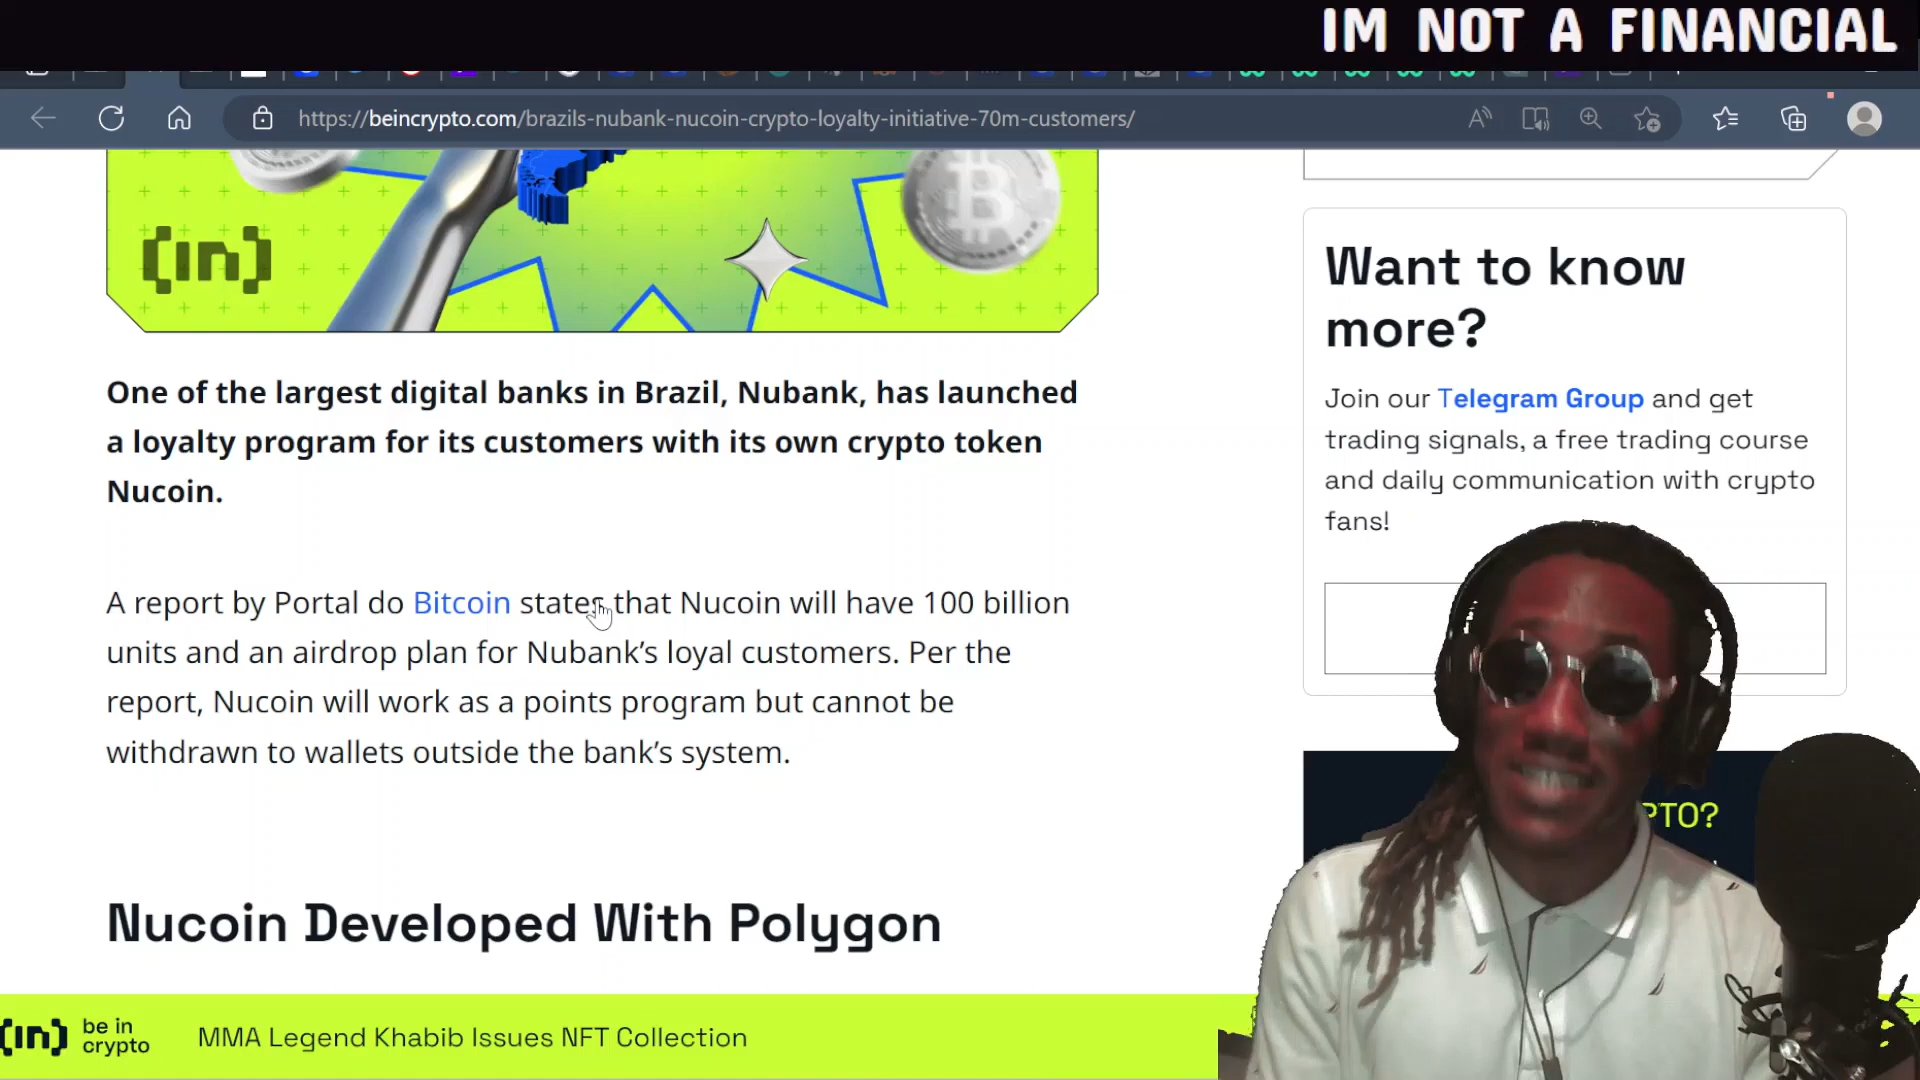 IM NOT A FINANCIAL
https://beincrypto.com/brazils-nubank-nucoin-crypto-loyalty-initiative-70m-customers/
[in]
One of the largest digital banks in Brazil, Nubank, has launched
a loyalty program for its customers with its own crypto token
Nucoin.
A report by Portal do Bitcoin states that Nucoin will have 100 billion
units and an airdrop plan for Nubank's loyal customers. Per the
report, Nucoin will work as a points program but cannot be
withdrawn to wallets outside the bank's system.
Nucoin Developed With Polygon
Want to know
more?
Join our Telegram Group and get
trading signals, a free trading course
and daily communication with crypto
fans!
PTO?
[in] be in
crypto
MMA Legend Khabib Issues NFT Collection